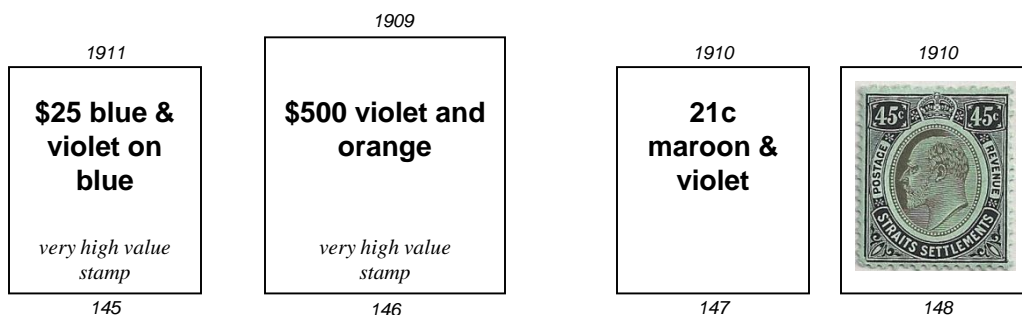 1909
1911
1910
1910
$25 blue &
violet on
blue
$500 violet and
orange
21c
maroon &
violet
45c
45c
POSTAGE
REVENUE
STRAITS SETTLEMENTS
very high value
stamp
very high value
stamp
145
146
147
148